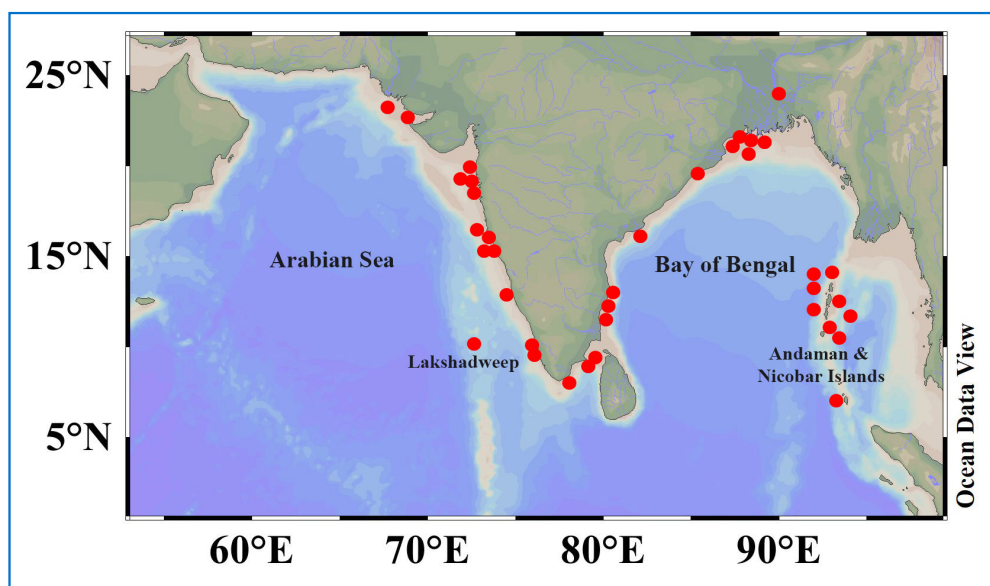 25°N
15°N
5°N
Arabian Sea
Bay of Bengal
Lakshadweep
Andaman &
Nicobar Islands
60°E
70°E
80°E
90°E
Ocean Data View